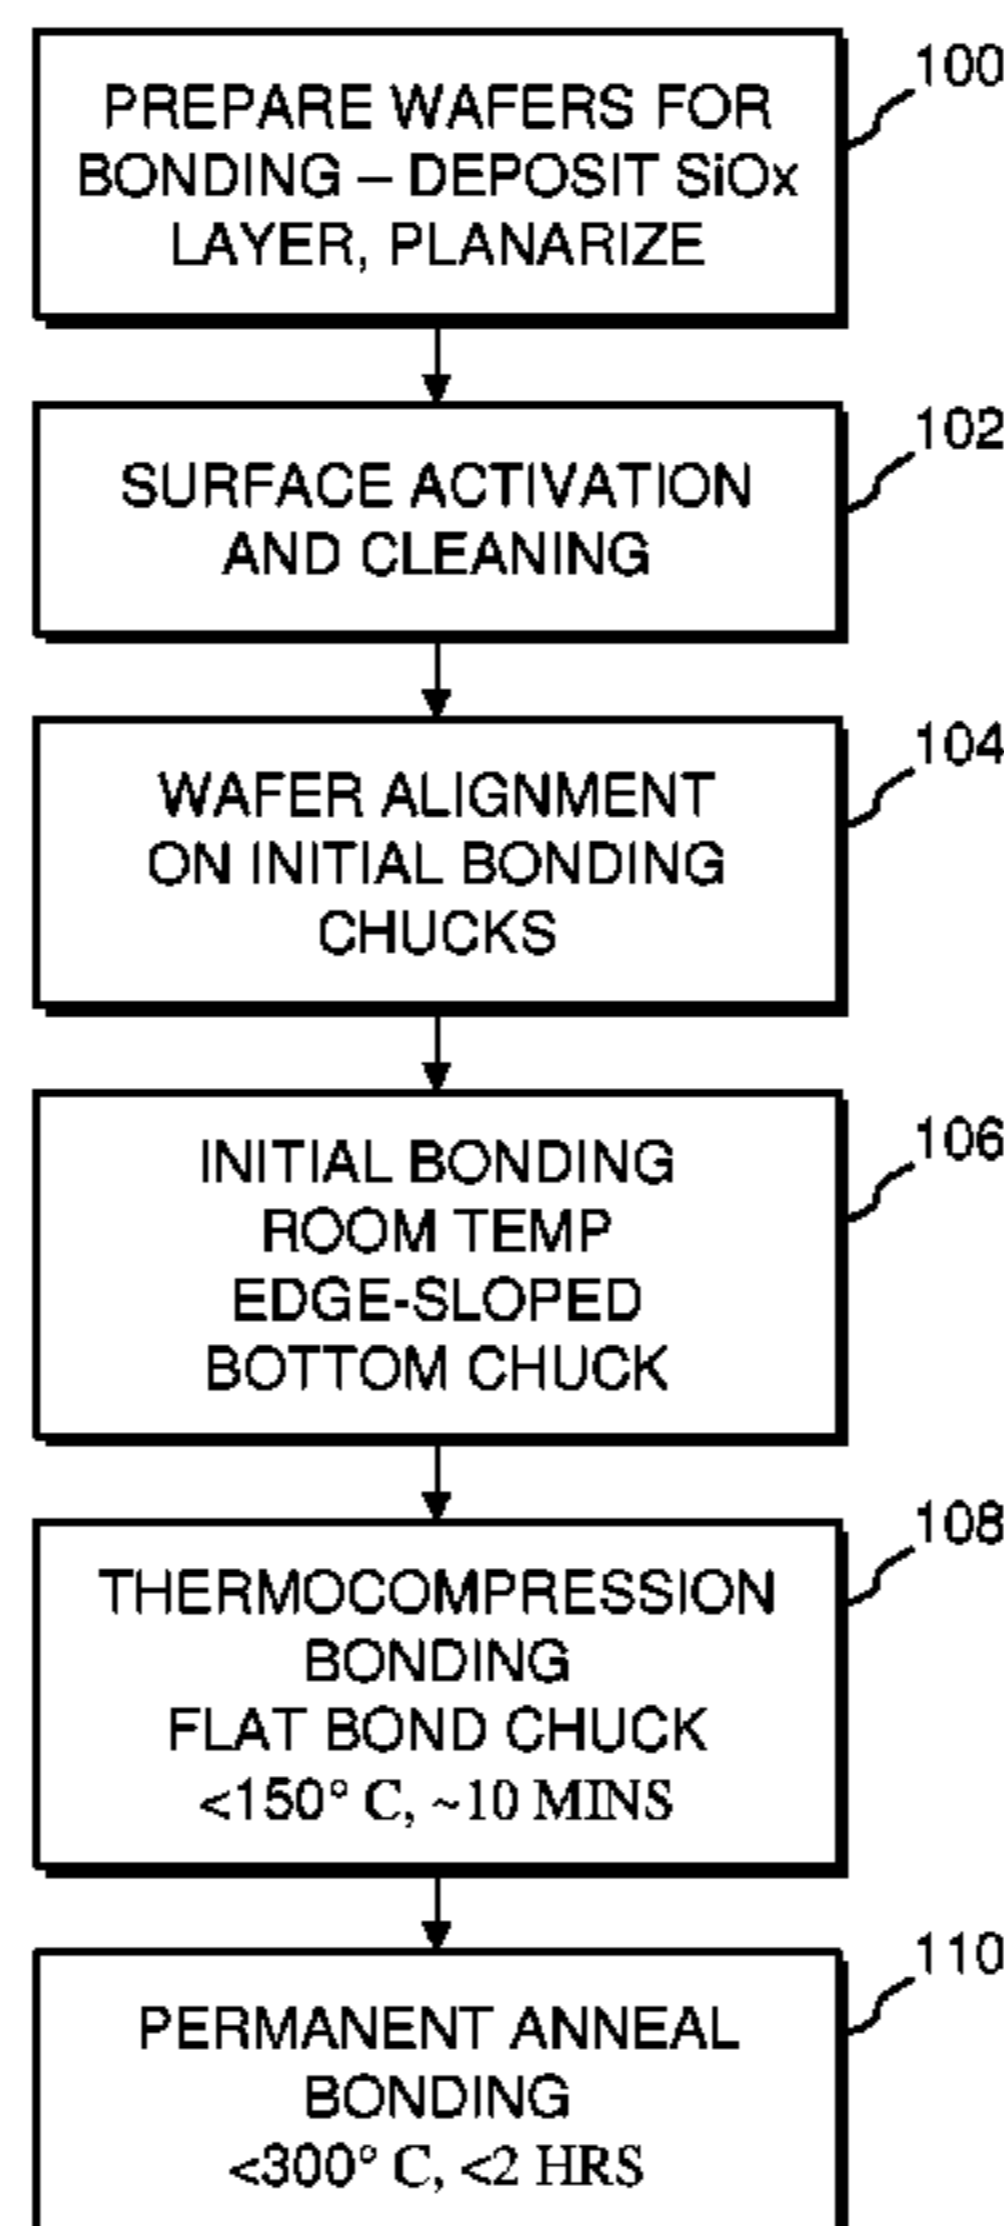 PREPARE WAFERS FOR
BONDING – DEPOSIT SiOx
LAYER, PLANARIZE
100
SURFACE ACTIVATION
AND CLEANING
102
WAFER ALIGNMENT
ON INITIAL BONDING
CHUCKS
104
INITIAL BONDING
ROOM TEMP
EDGE-SLOPED
BOTTOM CHUCK
106
THERMOCOMPRESSION
BONDING
FLAT BOND CHUCK
<150° C, ~10 MINS
108
PERMANENT ANNEAL
BONDING
<300° C, <2 HRS
110